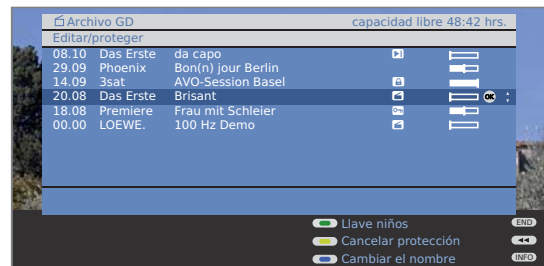 Archivo GD capacidad libre 48:42 hrs.
Editar/proteger
08.10 Das Erste da capo
29.09 Phoenix Bon(n) jour Berlin
14.09 3sat AVO-Session Basel
20.08 Das Erste Brisant OK
18.08 Premiere Frau mit Schleier
00.00 LOEWE. 100 Hz Demo
Llave niños END
Cancelar protección
Cambiar el nombre INFO